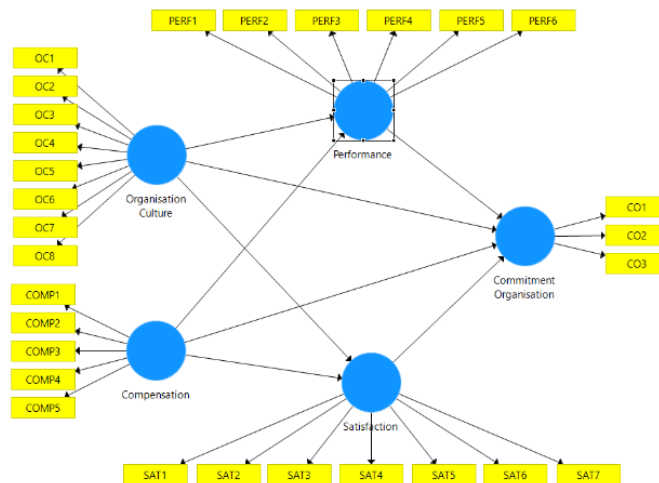 PERF1
PERF2
PERF3
PERF4
PERF5
PERF6
OC1
OC2
OC3
OC4
OC5
OC6
OC7
OC8
Organisation
Culture
Performance
CO1
CO2
CO3
Commitment
Organisation
COMP1
COMP2
COMP3
COMP4
COMP5
Compensation
Satisfaction
SAT1
SAT2
SAT3
SAT4
SAT5
SAT6
SAT7